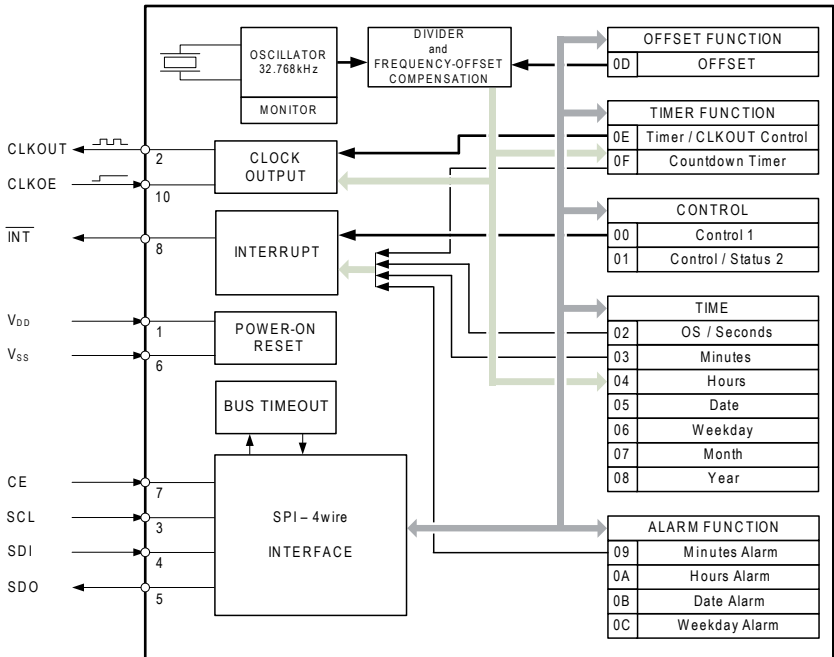 OSCILLATOR
32.768kHz
MONITOR
DIVIDER
and
FREQUENCY-OFFSET
COMPENSATION
OFFSET FUNCTION
0D OFFSET
TIMER FUNCTION
0E Timer / CLKOUT Control
0F Countdown Timer
CLKOUT
2
CLOCK
OUTPUT
CLKOE
10
INT
8
INTERRUPT
CONTROL
00 Control 1
01 Control / Status 2
VDD
1
POWER-ON
RESET
VSS
6
TIME
02 OS / Seconds
03 Minutes
04 Hours
05 Date
06 Weekday
07 Month
08 Year
BUS TIMEOUT
CE
7
SCL
3
SDI
4
SDO
5
SPI – 4wire
INTERFACE
ALARM FUNCTION
09 Minutes Alarm
0A Hours Alarm
0B Date Alarm
0C Weekday Alarm